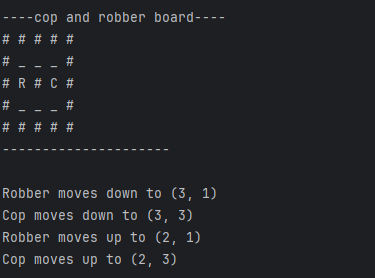 ----cop and robber board----
# # # # #
# _ _ _ #
# R # C #
# _ _ _ #
# # # # #
---------------------
Robber moves down to (3, 1)
Cop moves down to (3, 3)
Robber moves up to (2, 1)
Cop moves up to (2, 3)